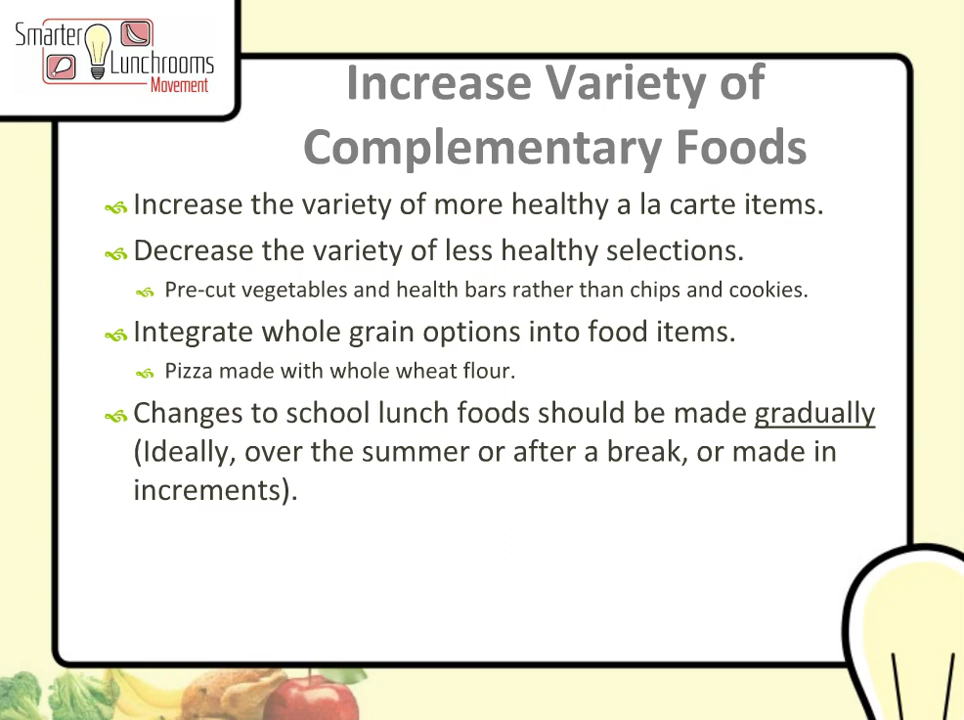 Smarter
Lunchrooms
Movement
Increase Variety of
Complementary Foods
Increase the variety of more healthy a la carte items.
Decrease the variety of less healthy selections.
Pre-cut vegetables and health bars rather than chips and cookies.
Integrate whole grain options into food items.
Pizza made with whole wheat flour.
Changes to school lunch foods should be made gradually
(Ideally, over the summer or after a break, or made in
increments).